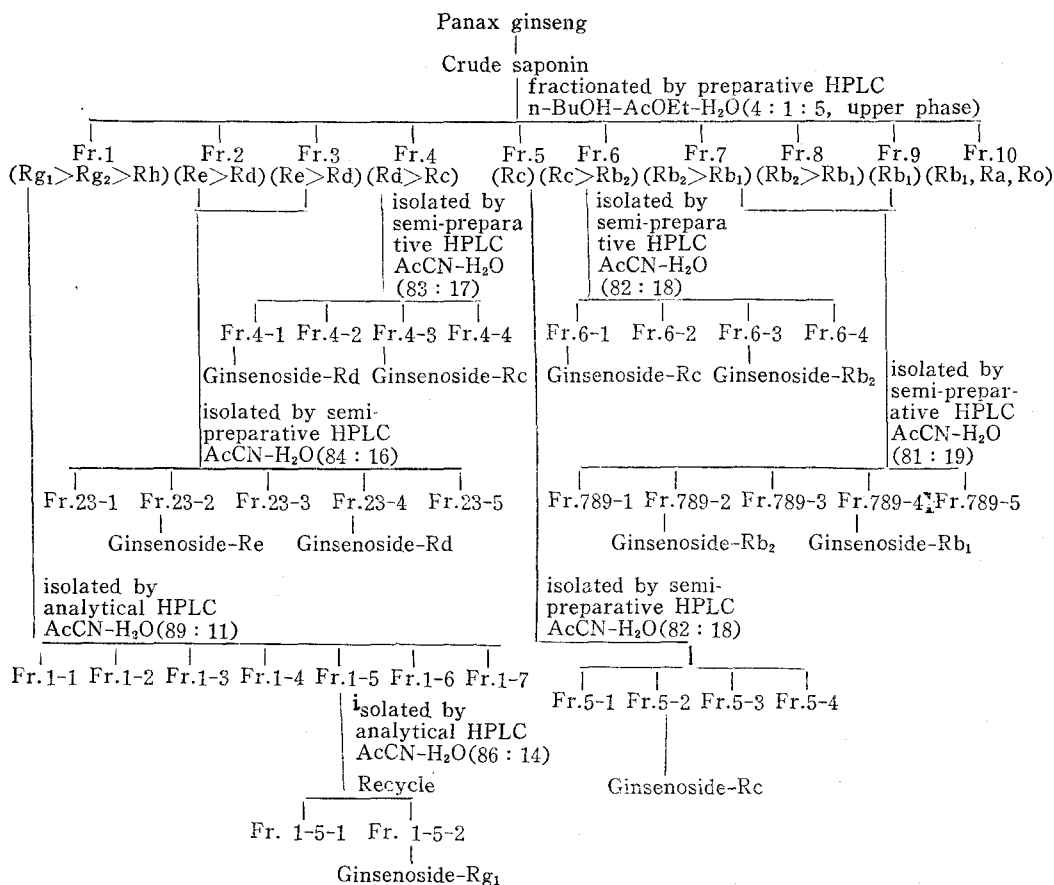 Panax ginseng
Crude saponin
fractionated by preparative HPLC
n-BuOH-AcOEt-H₂O(4 : 1 : 5, upper phase)
Fr.1 Fr.2 Fr.3 Fr.4 Fr.5 Fr.6 Fr.7 Fr.8 Fr.9 Fr.10
(Rg₁>Rg₂>Rh) (Re>Rd) (Re>Rd) (Rd>Rc) (Rc) (Rc>Rb₂) (Rb₂>Rb₁) (Rb₂>Rb₁) (Rb₁) (Rb₁, Ra, Ro)
isolated by
semi-prepara
tive HPLC
AcCN-H₂O
(83 : 17)
isolated by
semi-prepara
tive HPLC
AcCN-H₂O
(82 : 18)
Fr.4-1 Fr.4-2 Fr.4-3 Fr.4-4
Ginsenoside-Rd Ginsenoside-Rc
Fr.6-1 Fr.6-2 Fr.6-3 Fr.6-4
Ginsenoside-Rc Ginsenoside-Rb₂
isolated by semi-
preparative HPLC
AcCN-H₂O(84 : 16)
isolated by
semi-prepar-
ative HPLC
AcCN-H₂O
(81 : 19)
Fr.23-1 Fr.23-2 Fr.23-3 Fr.23-4 Fr.23-5
Ginsenoside-Re Ginsenoside-Rd
Fr.789-1 Fr.789-2 Fr.789-3 Fr.789-4 Fr.789-5
Ginsenoside-Rb₂ Ginsenoside-Rb₁
isolated by
analytical HPLC
AcCN-H₂O(89 : 11)
isolated by semi-
preparative HPLC
AcCN-H₂O(82 : 18)
Fr.1-1 Fr.1-2 Fr.1-3 Fr.1-4 Fr.1-5 Fr.1-6 Fr.1-7
Fr.5-1 Fr.5-2 Fr.5-3 Fr.5-4
Ginsenoside-Rc
isolated by
analytical HPLC
AcCN-H₂O(86 : 14)
Recycle
Fr. 1-5-1 Fr. 1-5-2
Ginsenoside-Rg₁